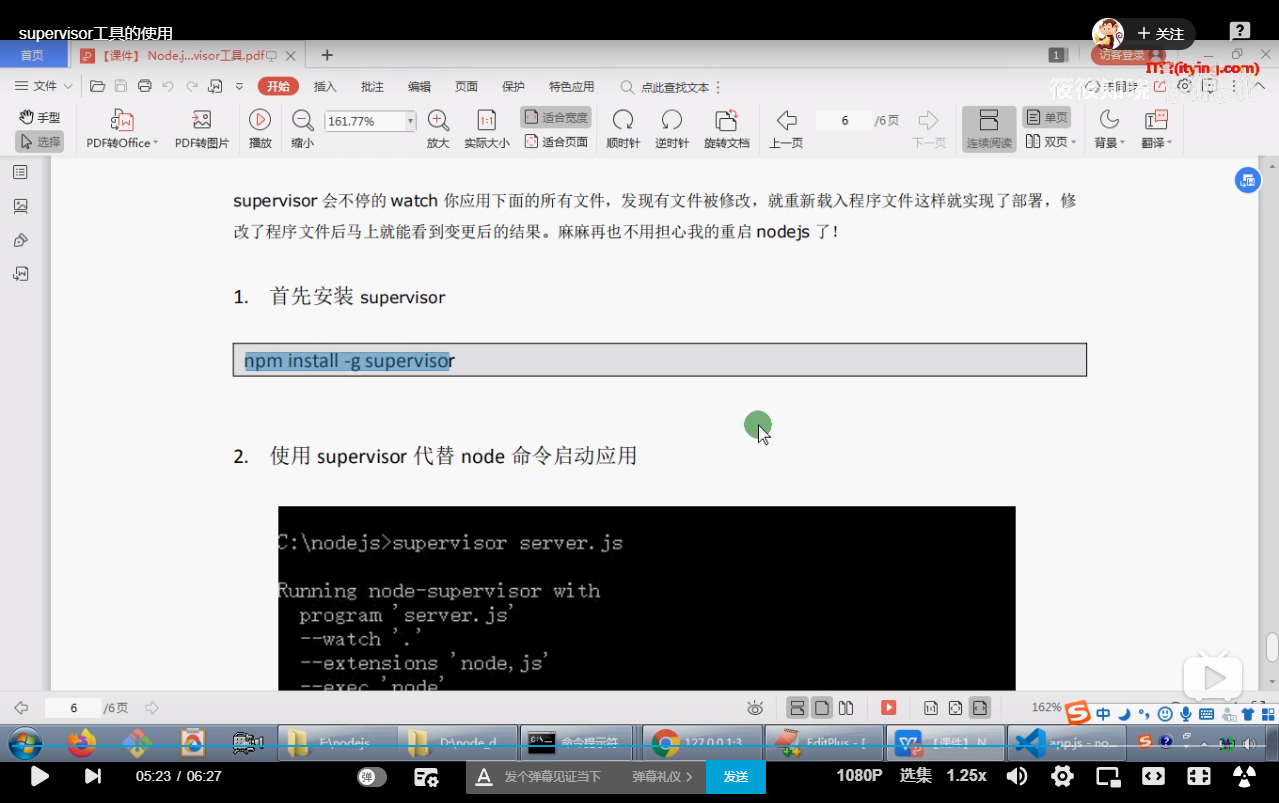 supervisor工具的使用
+ 关注
首页
【课件】 Node.j...visor工具.pdf
1
访客登录
IT营(itying.com)
文件
开始
插入
批注
编辑
页面
保护
特色应用
点此查找文本
未同步
手型
选择
PDF转Office
PDF转图片
播放
缩小
161.77%
放大
实际大小
适合宽度
适合页面
顺时针
逆时针
旋转文档
上一页
6
/6页
下一页
连续阅读
单页
双页
背景
翻译
supervisor 会不停的 watch 你应用下面的所有文件，发现有文件被修改，就重新载入程序文件这样就实现了部署，修
改了程序文件后马上就能看到变更后的结果。麻麻再也不用担心我的重启 nodejs 了！
1. 首先安装 supervisor
npm install -g supervisor
2. 使用 supervisor 代替 node 命令启动应用
C:\nodejs>supervisor server.js
Running node-supervisor with
program 'server.js'
--watch '.'
--extensions 'node,js'
--exec 'node'
6
/6页
162%
中
F:\nodejs
D:\node_d
命令提示符
127.0.0.1:3
EditPlus - [
【课件】 N
app.js - no...
05:23 / 06:27
弹
发个弹幕见证当下
弹幕礼仪 >
发送
1080P
选集
1.25x